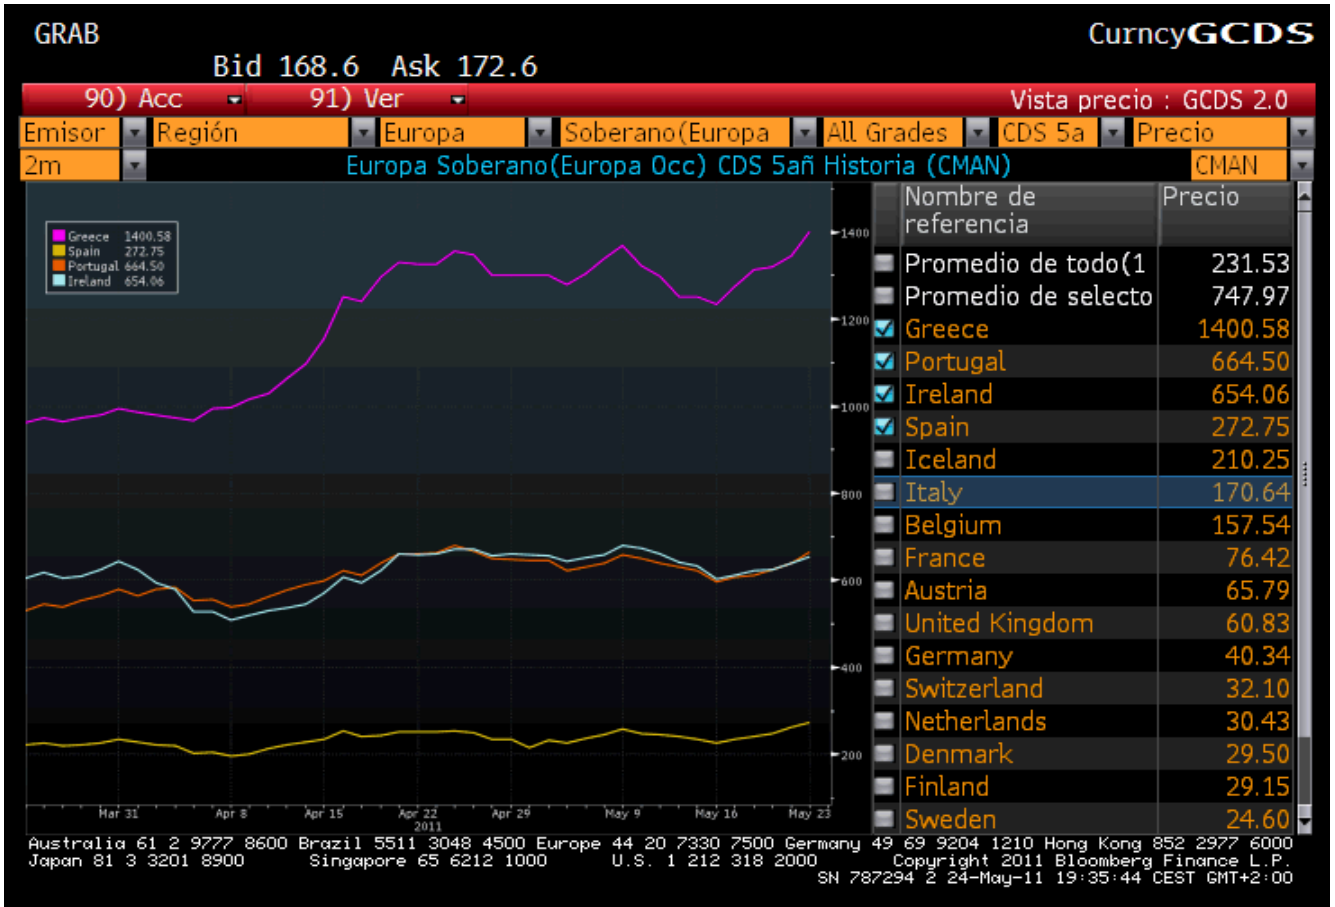 GRAB
CurncyGCDS
Bid 168.6 Ask 172.6
90) Acc 91) Ver Vista precio : GCDS 2.0
Emisor Región Europa Soberano(Europa All Grades CDS 5a Precio
2m Europa Soberano(Europa Occ) CDS 5añ Historia (CMAN) CMAN
Nombre de referencia Precio
Greece 1400.58
Spain 272.75
Portugal 664.50
Ireland 654.06
1400
1200
1000
800
600
400
200
Mar 31 Apr 8 Apr 15 Apr 22 Apr 29 May 9 May 16 May 23
2011
Promedio de todo(1 231.53
Promedio de selecto 747.97
Greece 1400.58
Portugal 664.50
Ireland 654.06
Spain 272.75
Iceland 210.25
Italy 170.64
Belgium 157.54
France 76.42
Austria 65.79
United Kingdom 60.83
Germany 40.34
Switzerland 32.10
Netherlands 30.43
Denmark 29.50
Finland 29.15
Sweden 24.60
Australia 61 2 9777 8600 Brazil 5511 3048 4500 Europe 44 20 7330 7500 Germany 49 69 9204 1210 Hong Kong 852 2977 6000
Japan 81 3 3201 8900 Singapore 65 6212 1000 U.S. 1 212 318 2000 Copyright 2011 Bloomberg Finance L.P.
SN 787294 2 24-May-11 19:35:44 CEST GMT+2:00